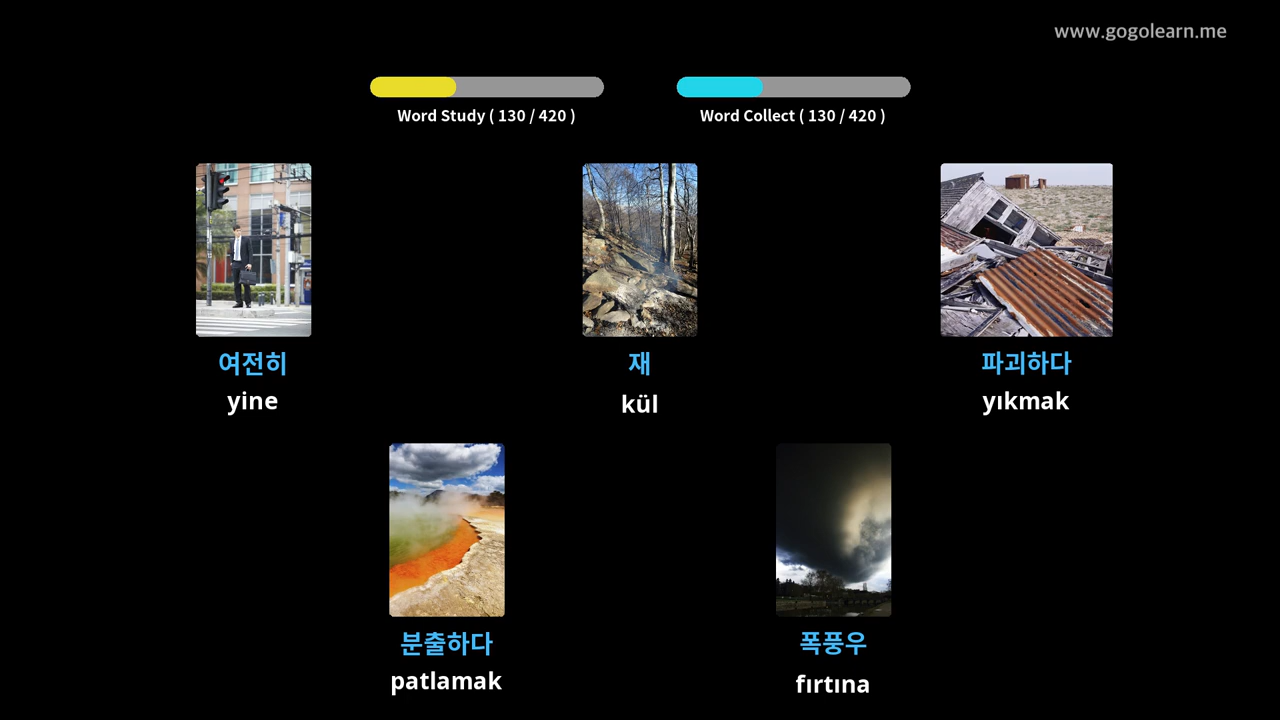 www.gogolearn.me
Word Study ( 130 / 420 )
Word Collect ( 130 / 420 )
여전히
yine
재
kül
파괴하다
yıkmak
분출하다
patlamak
폭풍우
fırtına